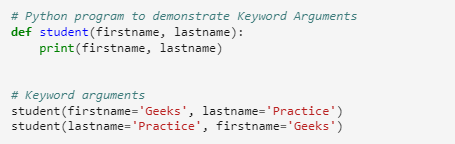 # Python program to demonstrate Keyword Arguments
def student(firstname, lastname):
    print(firstname, lastname)
# Keyword arguments
student(firstname='Geeks', lastname='Practice')
student(lastname='Practice', firstname='Geeks')